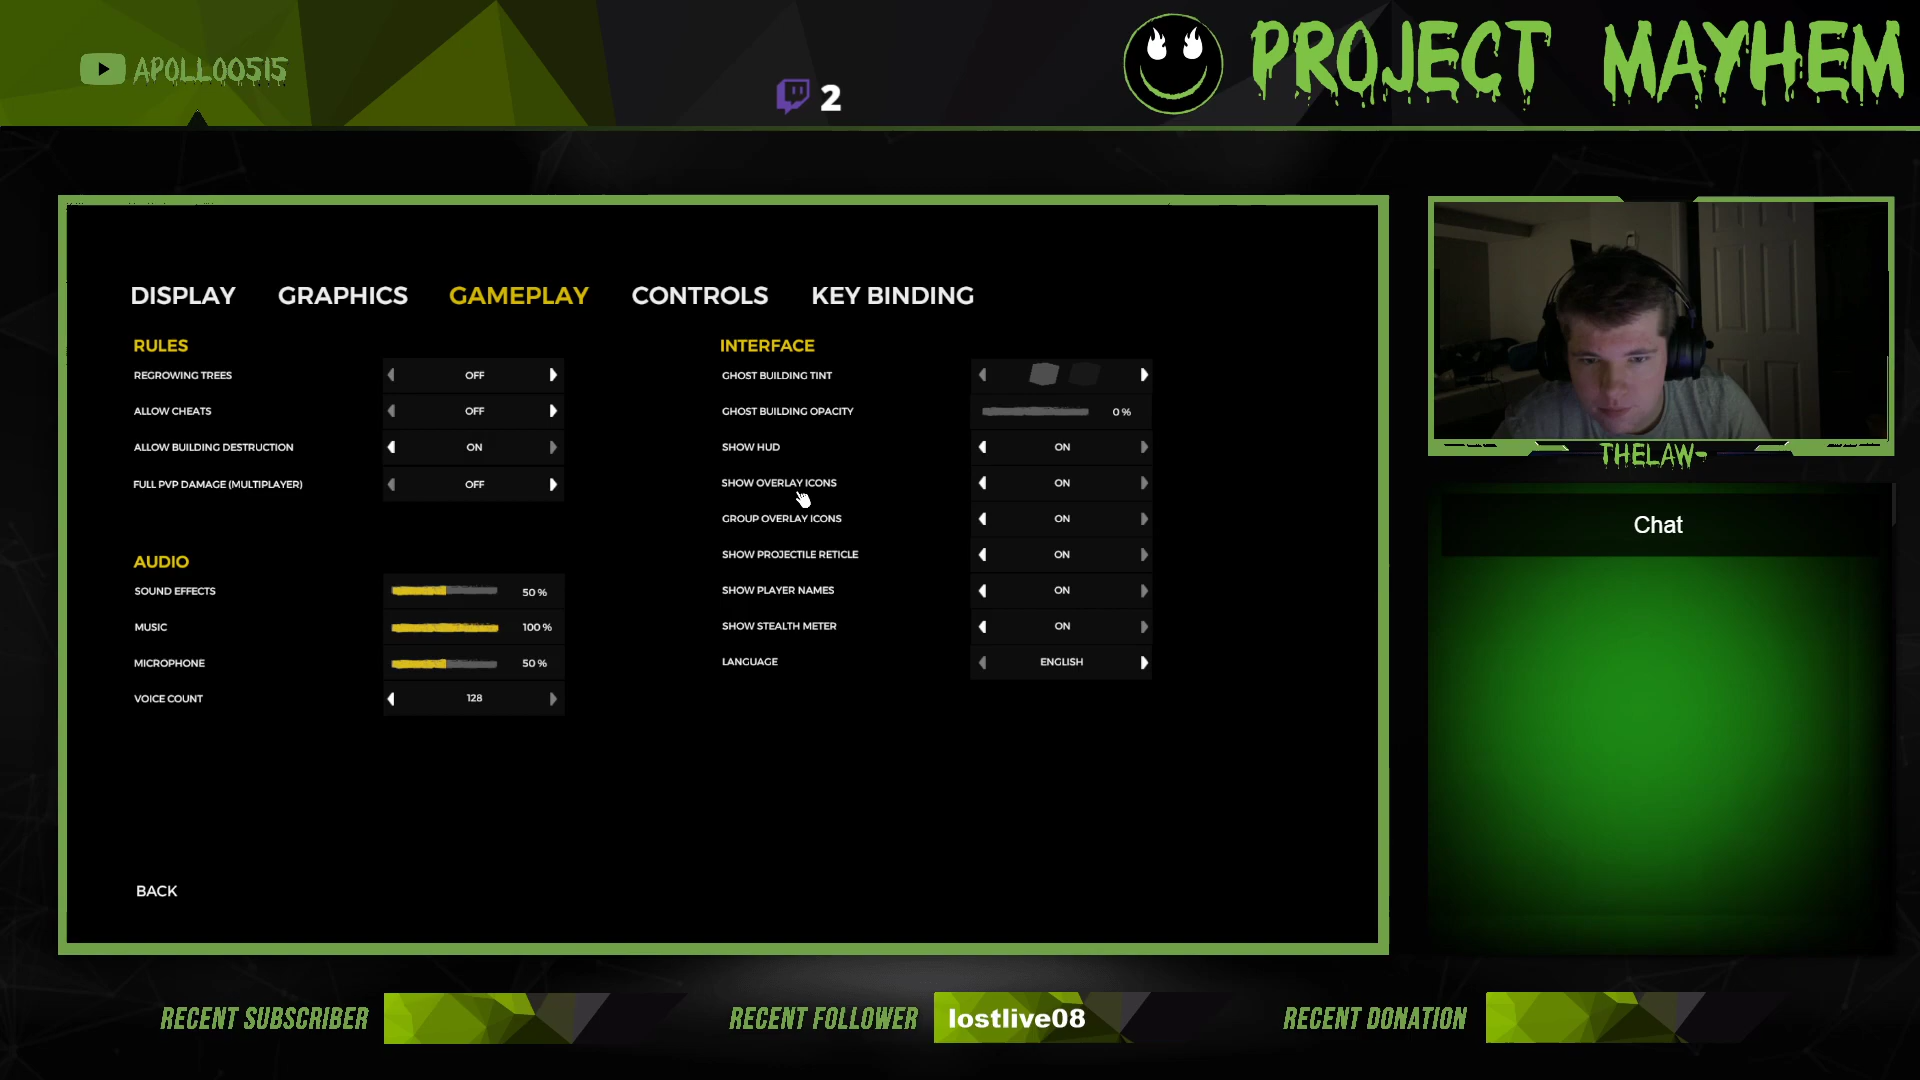 APOLLO0515
2
PROJECT MAYHEM
DISPLAY GRAPHICS GAMEPLAY CONTROLS KEY BINDING
RULES
REGROWING TREES OFF
ALLOW CHEATS OFF
ALLOW BUILDING DESTRUCTION ON
FULL PVP DAMAGE (MULTIPLAYER) OFF
AUDIO
SOUND EFFECTS 50 %
MUSIC 100 %
MICROPHONE 50 %
VOICE COUNT 128
INTERFACE
GHOST BUILDING TINT
GHOST BUILDING OPACITY 0 %
SHOW HUD ON
SHOW OVERLAY ICONS ON
GROUP OVERLAY ICONS ON
SHOW PROJECTILE RETICLE ON
SHOW PLAYER NAMES ON
SHOW STEALTH METER ON
LANGUAGE ENGLISH
BACK
THELAW-
Chat
RECENT SUBSCRIBER
RECENT FOLLOWER lostlive08
RECENT DONATION